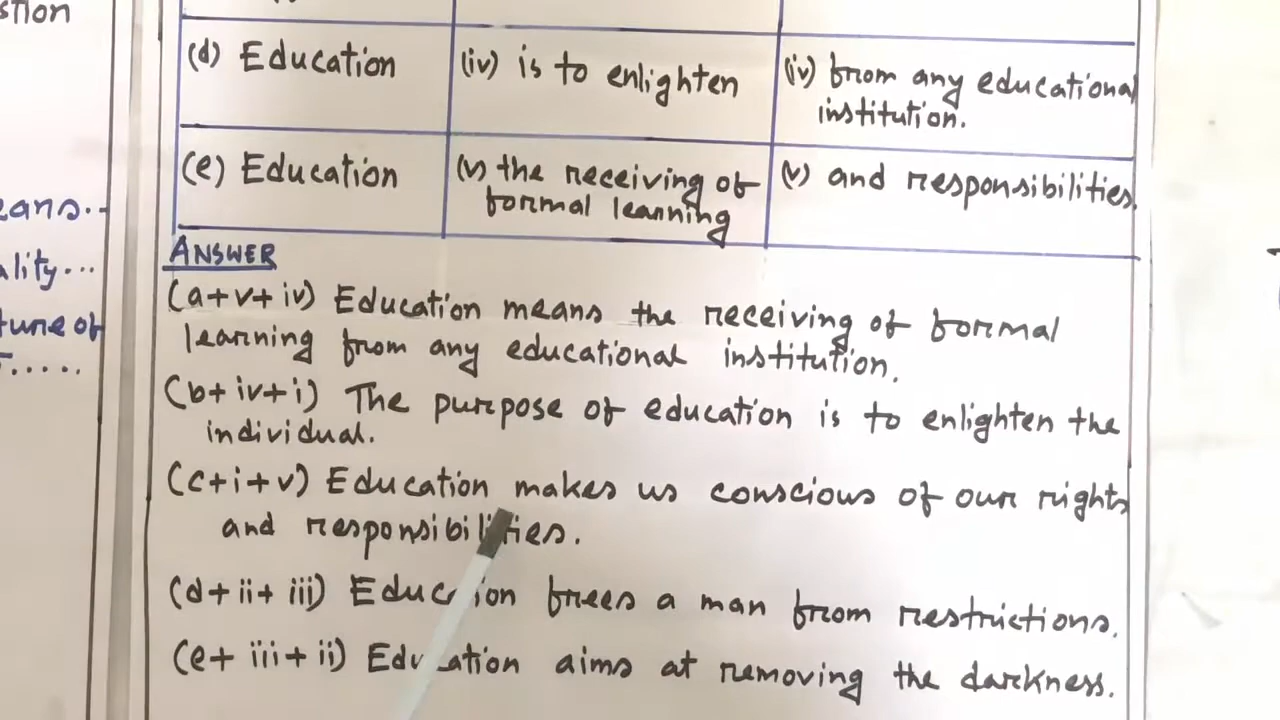 stion
(d) Education (iv) is to enlighten (iv) from any educational
institution.
(e) Education (v) the receiving of (v) and responsibilities.
formal learning
eans..
ality...
ture of
.....
ANSWER
(a+v+iv) Education means the receiving of formal
learning from any educational institution.
(b+iv+i) The purpose of education is to enlighten the
individual.
(c+i+v) Education makes us conscious of our rights
and responsibilities.
(d+ii+iii) Education frees a man from restrictions.
(e+iii+ii) Education aims at removing the darkness.